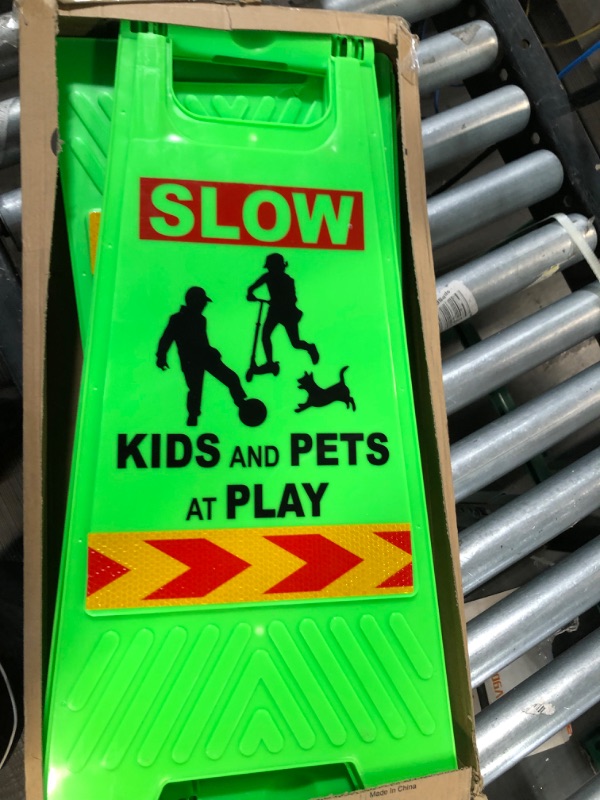 SLOW
KIDS AND PETS
AT PLAY
Made In China